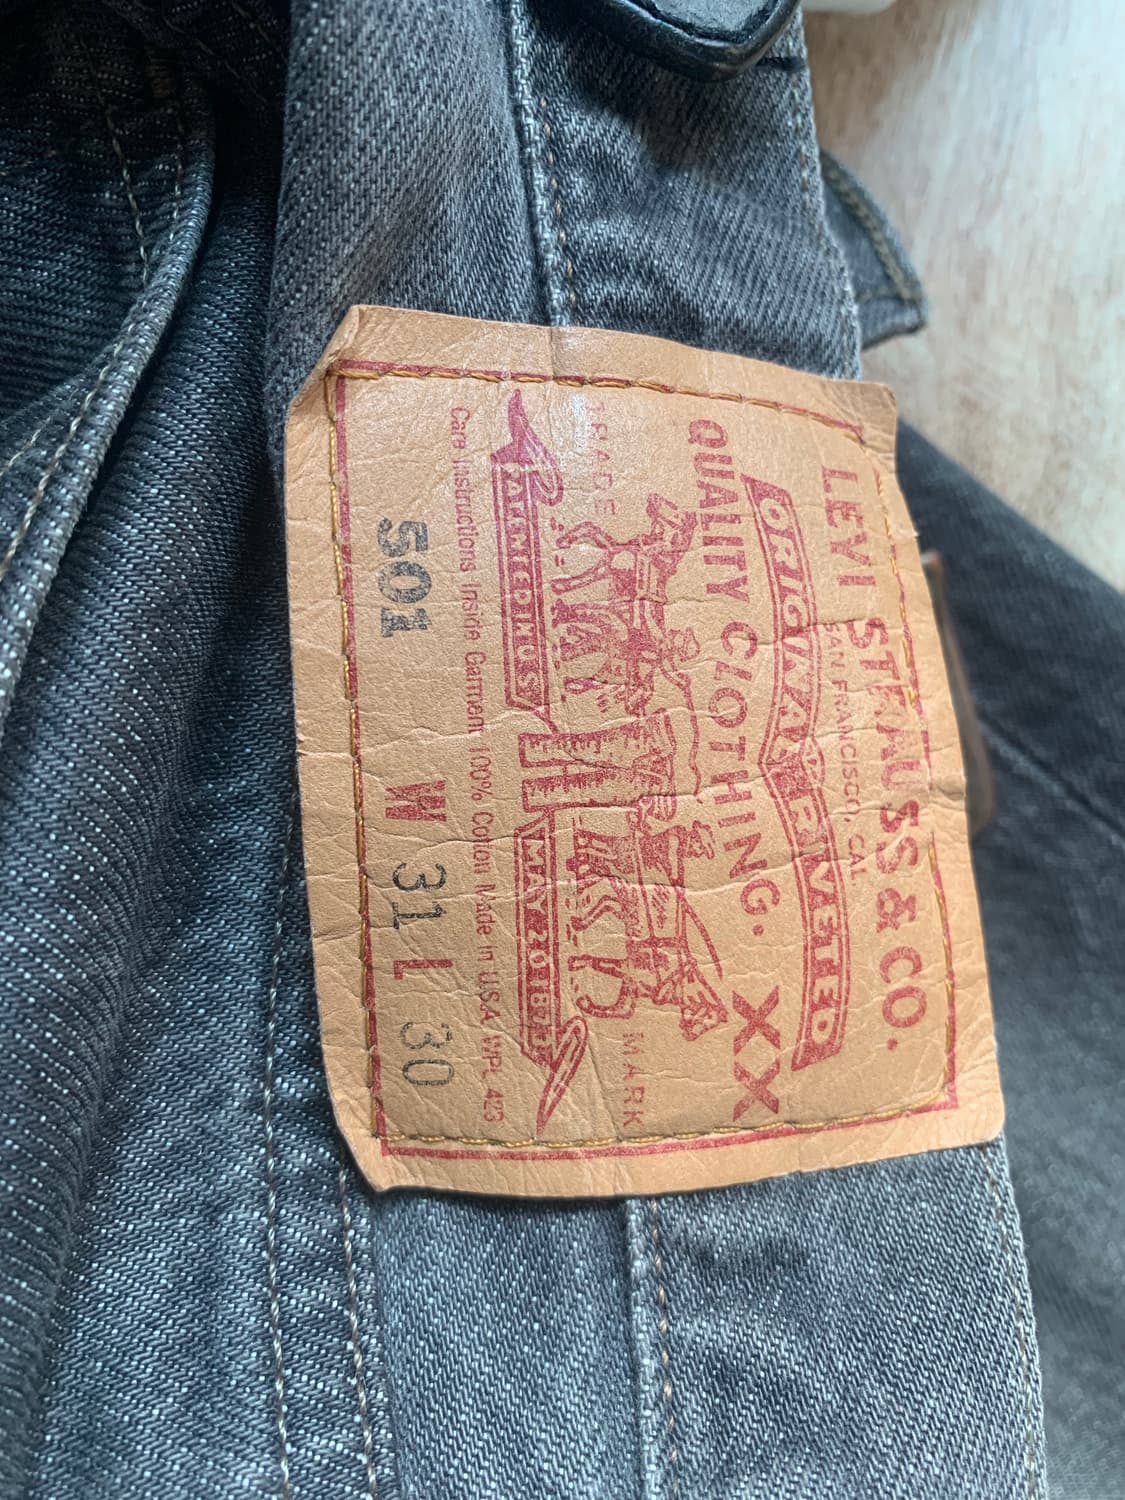 LEVI STRAUSS & CO.
SAN FRANCISCO, CAL.
ORIGINAL RIVETED
QUALITY CLOTHING. XX
TRADE MARK
PATENTED IN U S MAY 20 1873
Care Instructions Inside Garment 100% Cotton Made in U.S.A. WPL 423
501 W 31 L 30